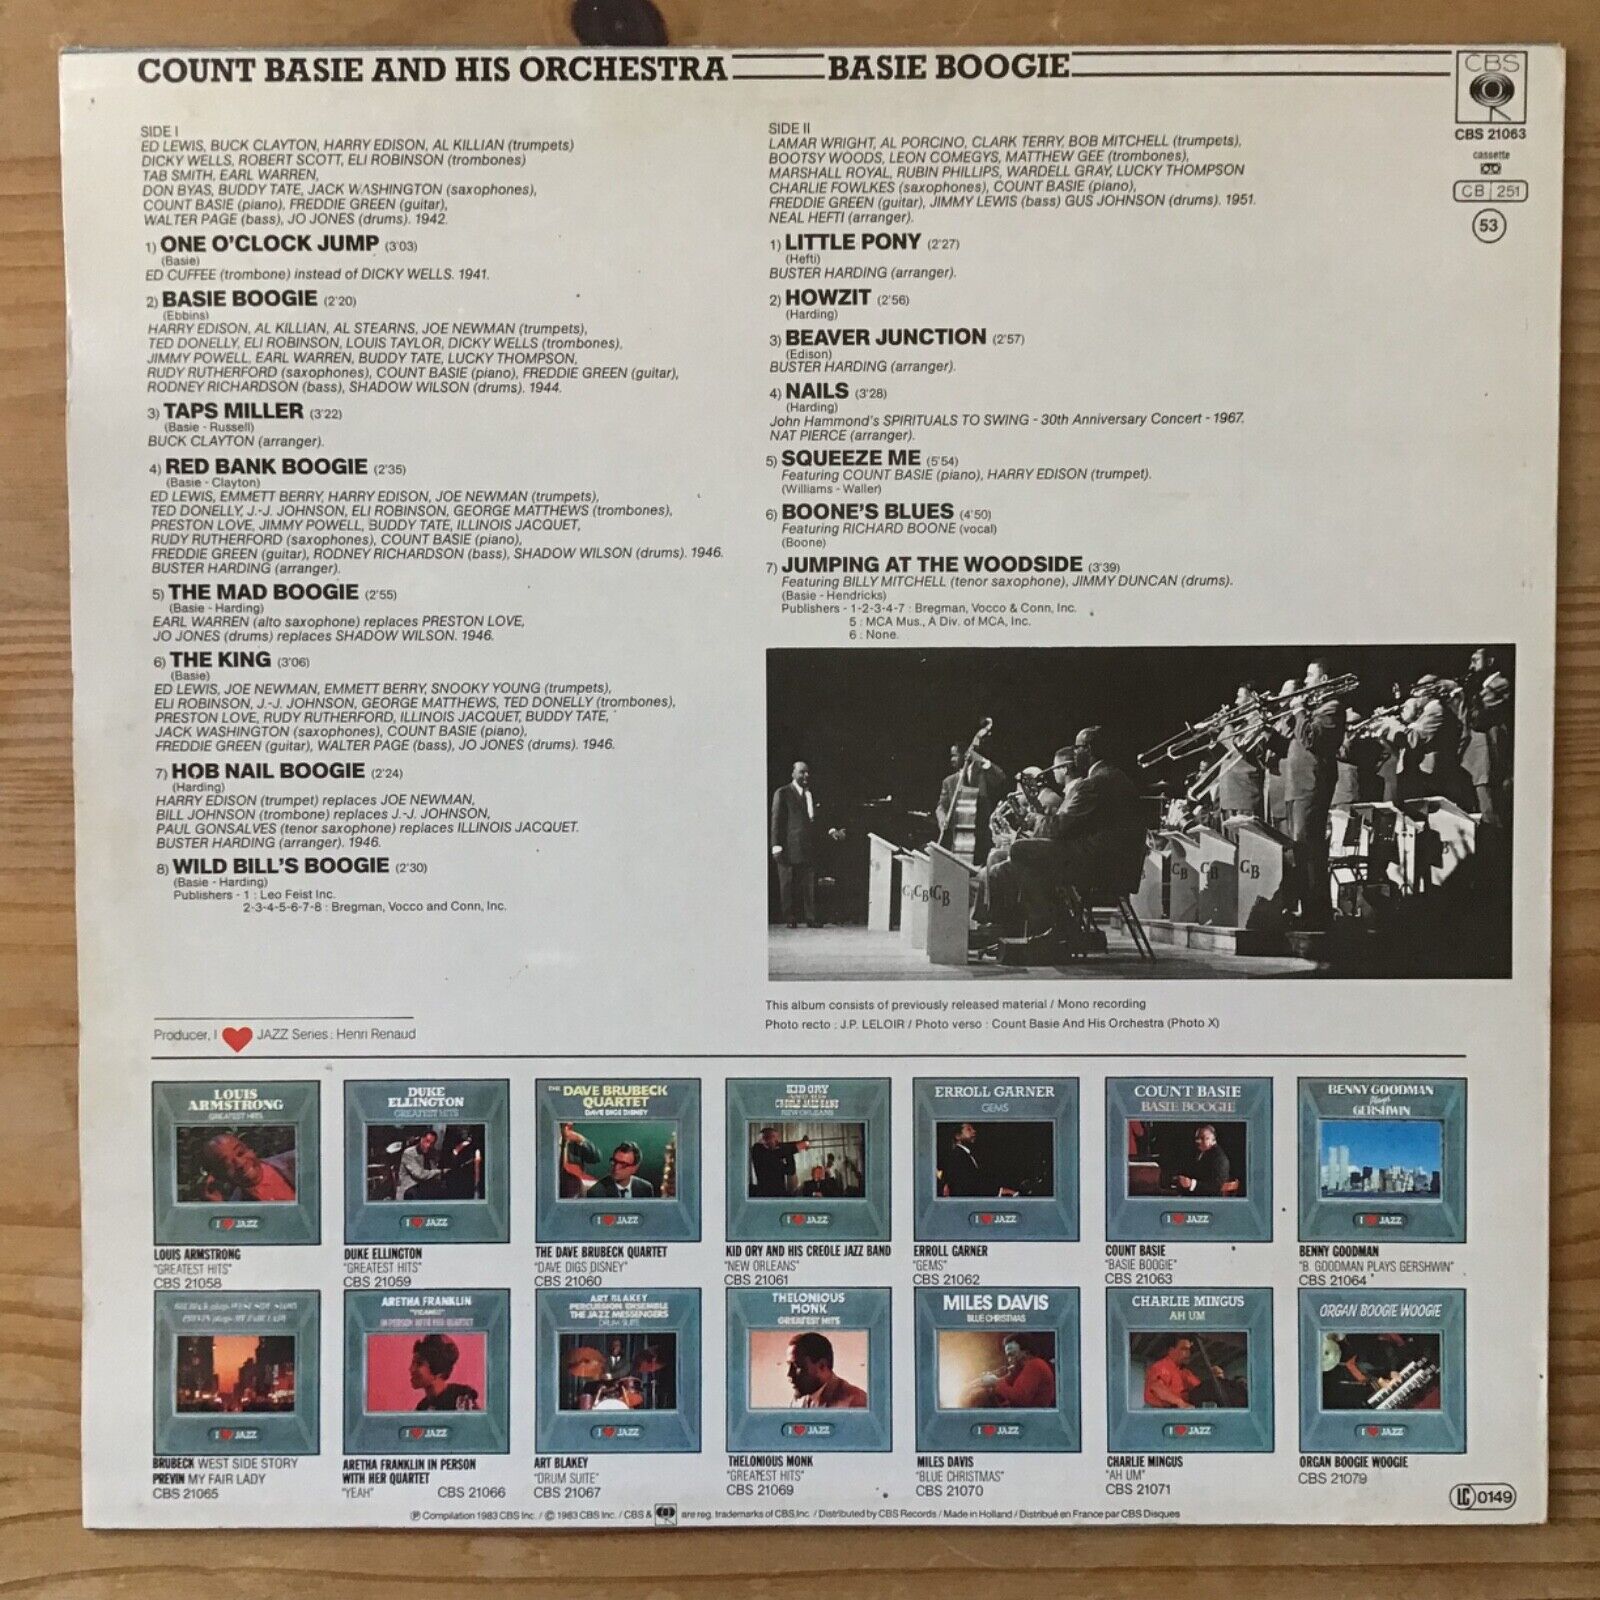 COUNT BASIE AND HIS ORCHESTRA BASIE BOOGIE
CBS
CBS 21063
cassette
CB 251
53
SIDE I
ED LEWIS, BUCK CLAYTON, HARRY EDISON, AL KILLIAN (trumpets)
DICKY WELLS, ROBERT SCOTT, ELI ROBINSON (trombones)
TAB SMITH, EARL WARREN,
DON BYAS, BUDDY TATE, JACK WASHINGTON (saxophones),
COUNT BASIE (piano), FREDDIE GREEN (guitar),
WALTER PAGE (bass), JO JONES (drums). 1942.
1) ONE O'CLOCK JUMP (3'03)
(Basie)
ED CUFFEE (trombone) instead of DICKY WELLS. 1941.
2) BASIE BOOGIE (2'20)
(Ebbins)
HARRY EDISON, AL KILLIAN, AL STEARNS, JOE NEWMAN (trumpets),
TED DONELLY, ELI ROBINSON, LOUIS TAYLOR, DICKY WELLS (trombones),
JIMMY POWELL, EARL WARREN, BUDDY TATE, LUCKY THOMPSON,
RUDY RUTHERFORD (saxophones), COUNT BASIE (piano), FREDDIE GREEN (guitar),
RODNEY RICHARDSON (bass), SHADOW WILSON (drums). 1944.
3) TAPS MILLER (3'22)
(Basie - Russell)
BUCK CLAYTON (arranger).
4) RED BANK BOOGIE (2'35)
(Basie - Clayton)
ED LEWIS, EMMETT BERRY, HARRY EDISON, JOE NEWMAN (trumpets),
TED DONELLY, J.-J. JOHNSON, ELI ROBINSON, GEORGE MATTHEWS (trombones),
PRESTON LOVE, JIMMY POWELL, BUDDY TATE, ILLINOIS JACQUET,
RUDY RUTHERFORD (saxophones), COUNT BASIE (piano),
FREDDIE GREEN (guitar), RODNEY RICHARDSON (bass), SHADOW WILSON (drums). 1946.
BUSTER HARDING (arranger).
5) THE MAD BOOGIE (2'55)
(Basie - Harding)
EARL WARREN (alto saxophone) replaces PRESTON LOVE,
JO JONES (drums) replaces SHADOW WILSON. 1946.
6) THE KING (3'06)
(Basie)
ED LEWIS, JOE NEWMAN, EMMETT BERRY, SNOOKY YOUNG (trumpets),
ELI ROBINSON, J.-J. JOHNSON, GEORGE MATTHEWS, TED DONELLY (trombones),
PRESTON LOVE, RUDY RUTHERFORD, ILLINOIS JACQUET, BUDDY TATE,
JACK WASHINGTON (saxophones), COUNT BASIE (piano),
FREDDIE GREEN (guitar), WALTER PAGE (bass), JO JONES (drums). 1946.
7) HOB NAIL BOOGIE (2'24)
(Harding)
HARRY EDISON (trumpet) replaces JOE NEWMAN,
BILL JOHNSON (trombone) replaces J.-J. JOHNSON,
PAUL GONSALVES (tenor saxophone) replaces ILLINOIS JACQUET.
BUSTER HARDING (arranger). 1946.
8) WILD BILL'S BOOGIE (2'30)
(Basie - Harding)
Publishers - 1 : Leo Feist Inc.
2-3-4-5-6-7-8 : Bregman, Vocco and Conn, Inc.
SIDE II
LAMAR WRIGHT, AL PORCINO, CLARK TERRY, BOB MITCHELL (trumpets),
BOOTSY WOODS, LEON COMEGYS, MATTHEW GEE (trombones),
MARSHALL ROYAL, RUBIN PHILLIPS, WARDELL GRAY, LUCKY THOMPSON
CHARLIE FOWLKES (saxophones), COUNT BASIE (piano),
FREDDIE GREEN (guitar), JIMMY LEWIS (bass) GUS JOHNSON (drums). 1951.
NEAL HEFTI (arranger).
1) LITTLE PONY (2'27)
(Hefti)
BUSTER HARDING (arranger).
2) HOWZIT (2'56)
(Harding)
3) BEAVER JUNCTION (2'57)
(Edison)
BUSTER HARDING (arranger).
4) NAILS (3'28)
(Harding)
John Hammond's SPIRITUALS TO SWING - 30th Anniversary Concert - 1967.
NAT PIERCE (arranger).
5) SQUEEZE ME (5'54)
Featuring COUNT BASIE (piano), HARRY EDISON (trumpet).
(Williams - Waller)
6) BOONE'S BLUES (4'50)
Featuring RICHARD BOONE (vocal)
(Boone)
7) JUMPING AT THE WOODSIDE (3'39)
Featuring BILLY MITCHELL (tenor saxophone), JIMMY DUNCAN (drums).
(Basie - Hendricks)
Publishers - 1-2-3-4-7 : Bregman, Vocco & Conn, Inc.
5 : MCA Mus., A Div. of MCA, Inc.
6 : None.
CB CB CB CB
This album consists of previously released material / Mono recording
Photo recto : J.P. LELOIR / Photo verso : Count Basie And His Orchestra (Photo X)
Producer, I ♥ JAZZ Series : Henri Renaud
LOUIS ARMSTRONG GREATEST HITS
I ♥ JAZZ
DUKE ELLINGTON GREATEST HITS
I ♥ JAZZ
THE DAVE BRUBECK QUARTET DAVE DIGS DISNEY
I ♥ JAZZ
KID ORY AND HIS CREOLE JAZZ BAND NEW ORLEANS
I ♥ JAZZ
ERROLL GARNER GEMS
I ♥ JAZZ
COUNT BASIE BASIE BOOGIE
I ♥ JAZZ
BENNY GOODMAN Plays GERSHWIN
I ♥ JAZZ
LOUIS ARMSTRONG
"GREATEST HITS"
CBS 21058
DUKE ELLINGTON
"GREATEST HITS"
CBS 21059
THE DAVE BRUBECK QUARTET
"DAVE DIGS DISNEY"
CBS 21060
KID ORY AND HIS CREOLE JAZZ BAND
"NEW ORLEANS"
CBS 21061
ERROLL GARNER
"GEMS"
CBS 21062
COUNT BASIE
"BASIE BOOGIE"
CBS 21063
BENNY GOODMAN
"B. GOODMAN PLAYS GERSHWIN"
CBS 21064
plays WEST SIDE STORY
PREVIN plays MY FAIR LADY
I ♥ JAZZ
ARETHA FRANKLIN "YEAH!!!" IN PERSON WITH HER QUARTET
I ♥ JAZZ
ART BLAKEY PERCUSSION ENSEMBLE THE JAZZ MESSENGERS DRUM SUITE
I ♥ JAZZ
THELONIOUS MONK GREATEST HITS
I ♥ JAZZ
MILES DAVIS BLUE CHRISTMAS
I ♥ JAZZ
CHARLIE MINGUS AH UM
I ♥ JAZZ
ORGAN BOOGIE WOOGIE
I ♥ JAZZ
BRUBECK WEST SIDE STORY
PREVIN MY FAIR LADY
CBS 21065
ARETHA FRANKLIN IN PERSON
WITH HER QUARTET
"YEAH" CBS 21066
ART BLAKEY
"DRUM SUITE"
CBS 21067
THELONIOUS MONK
"GREATEST HITS"
CBS 21069
MILES DAVIS
"BLUE CHRISTMAS"
CBS 21070
CHARLIE MINGUS
"AH UM"
CBS 21071
ORGAN BOOGIE WOOGIE
CBS 21079
LC 0149
℗ Compilation 1983 CBS Inc. / © 1983 CBS Inc. / CBS & are reg. trademarks of CBS Inc. / Distributed by CBS Records / Made in Holland / Distribué en France par CBS Disques